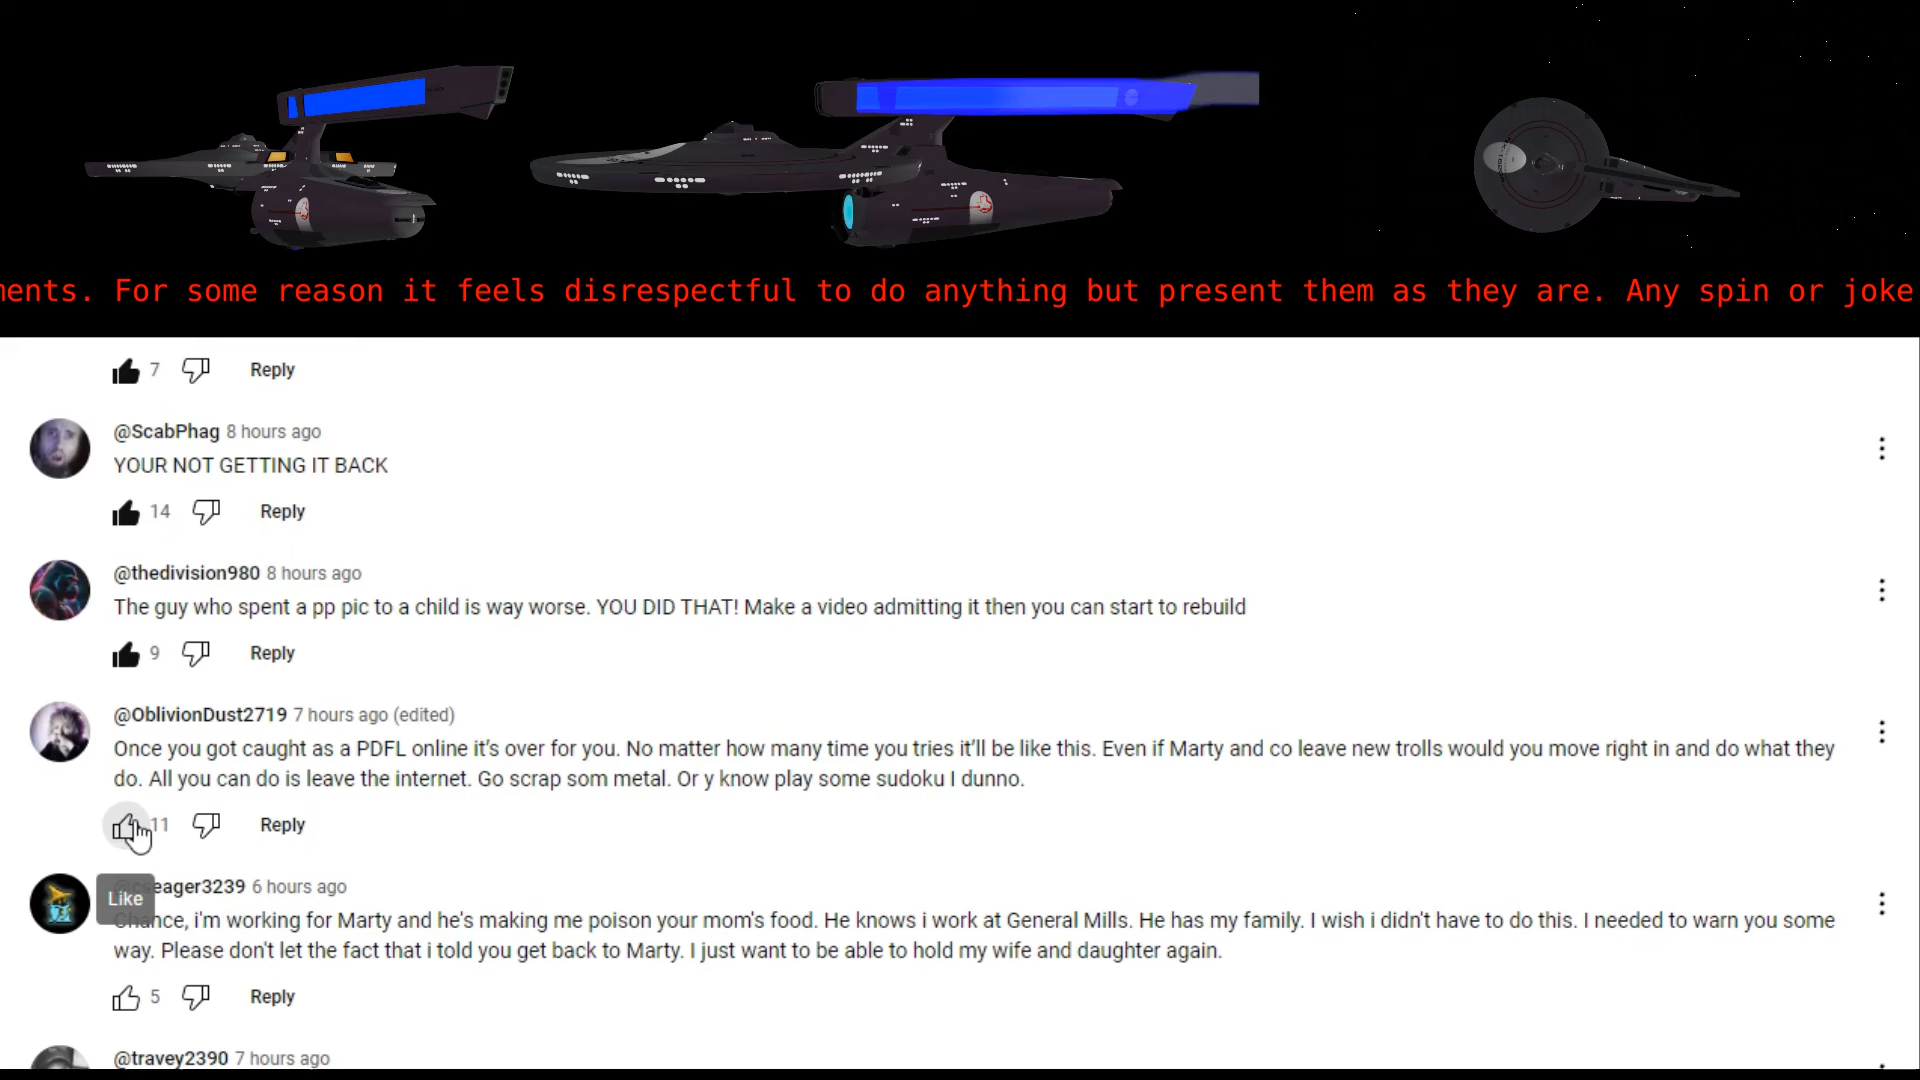 For some reason it feels disrespectful to do anything but present them as they are. Any spin or joke
7 Reply
@ScabPhag 8 hours ago
YOUR NOT GETTING IT BACK
14 Reply
@thedivision980 8 hours ago
The guy who spent a pp pic to a child is way worse. YOU DID THAT! Make a video admitting it then you can start to rebuild
9 Reply
@OblivionDust2719 7 hours ago (edited)
Once you got caught as a PDFL online it's over for you. No matter how many time you tries it'll be like this. Even if Marty and co leave new trolls would you move right in and do what they
do. All you can do is leave the internet. Go scrap som metal. Or y know play some sudoku I dunno.
11 Reply
@cseager3239 6 hours ago
Like
Chance, i'm working for Marty and he's making me poison your mom's food. He knows i work at General Mills. He has my family. I wish i didn't have to do this. I needed to warn you some
way. Please don't let the fact that i told you get back to Marty. I just want to be able to hold my wife and daughter again.
5 Reply
@travey2390 7 hours ago